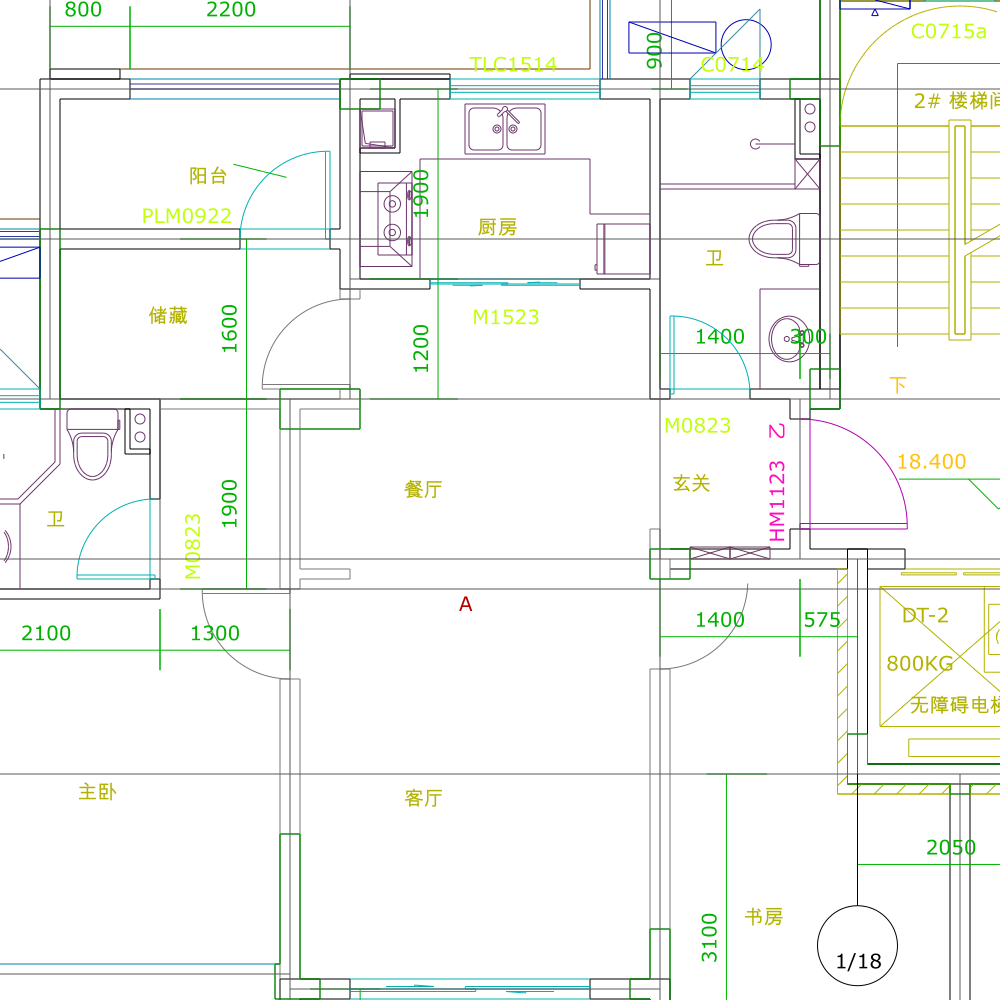 800
2200
TLC1514
900
C0714
C0715a
2# 楼梯间
阳台
PLM0922
1900
厨房
卫
储藏
1600
M1523
1200
1400
300
下
M0823
HM1123 乙
18.400
餐厅
玄关
1900
M0823
卫
A
2100
1300
1400
575
DT-2
800KG
无障碍电梯
主卧
客厅
2050
书房
3100
1/18